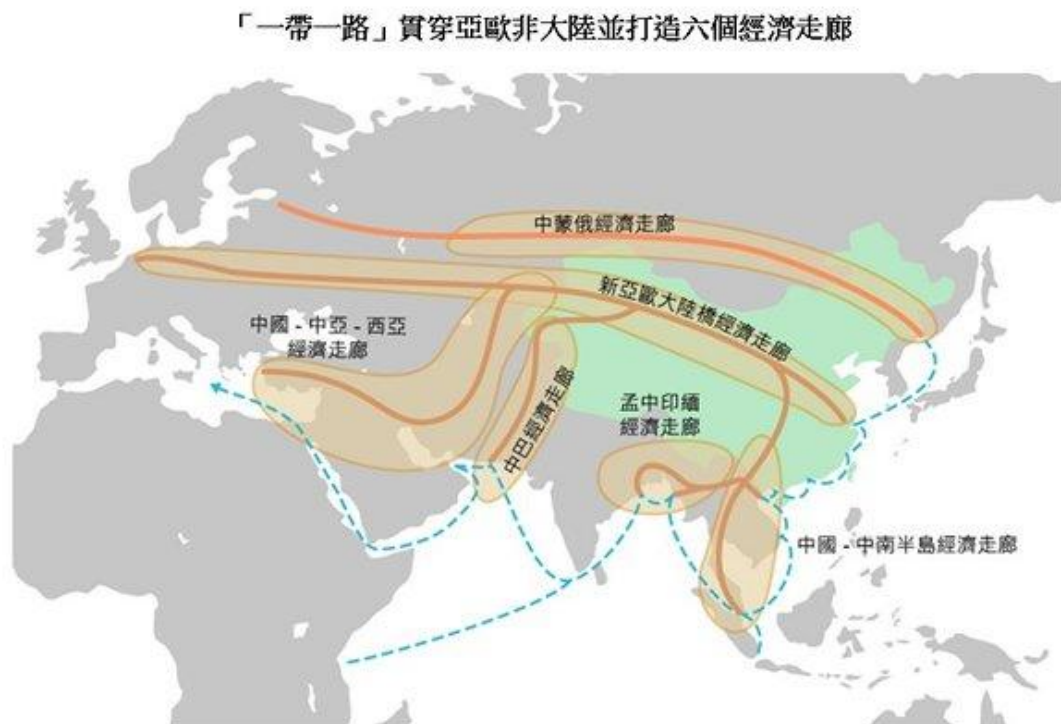 「一帶一路」貫穿亞歐非大陸並打造六個經濟走廊
中蒙俄經濟走廊
新亞歐大陸橋經濟走廊
中國 - 中亞 - 西亞
經濟走廊
中巴經濟走廊
孟中印緬
經濟走廊
中國 - 中南半島經濟走廊